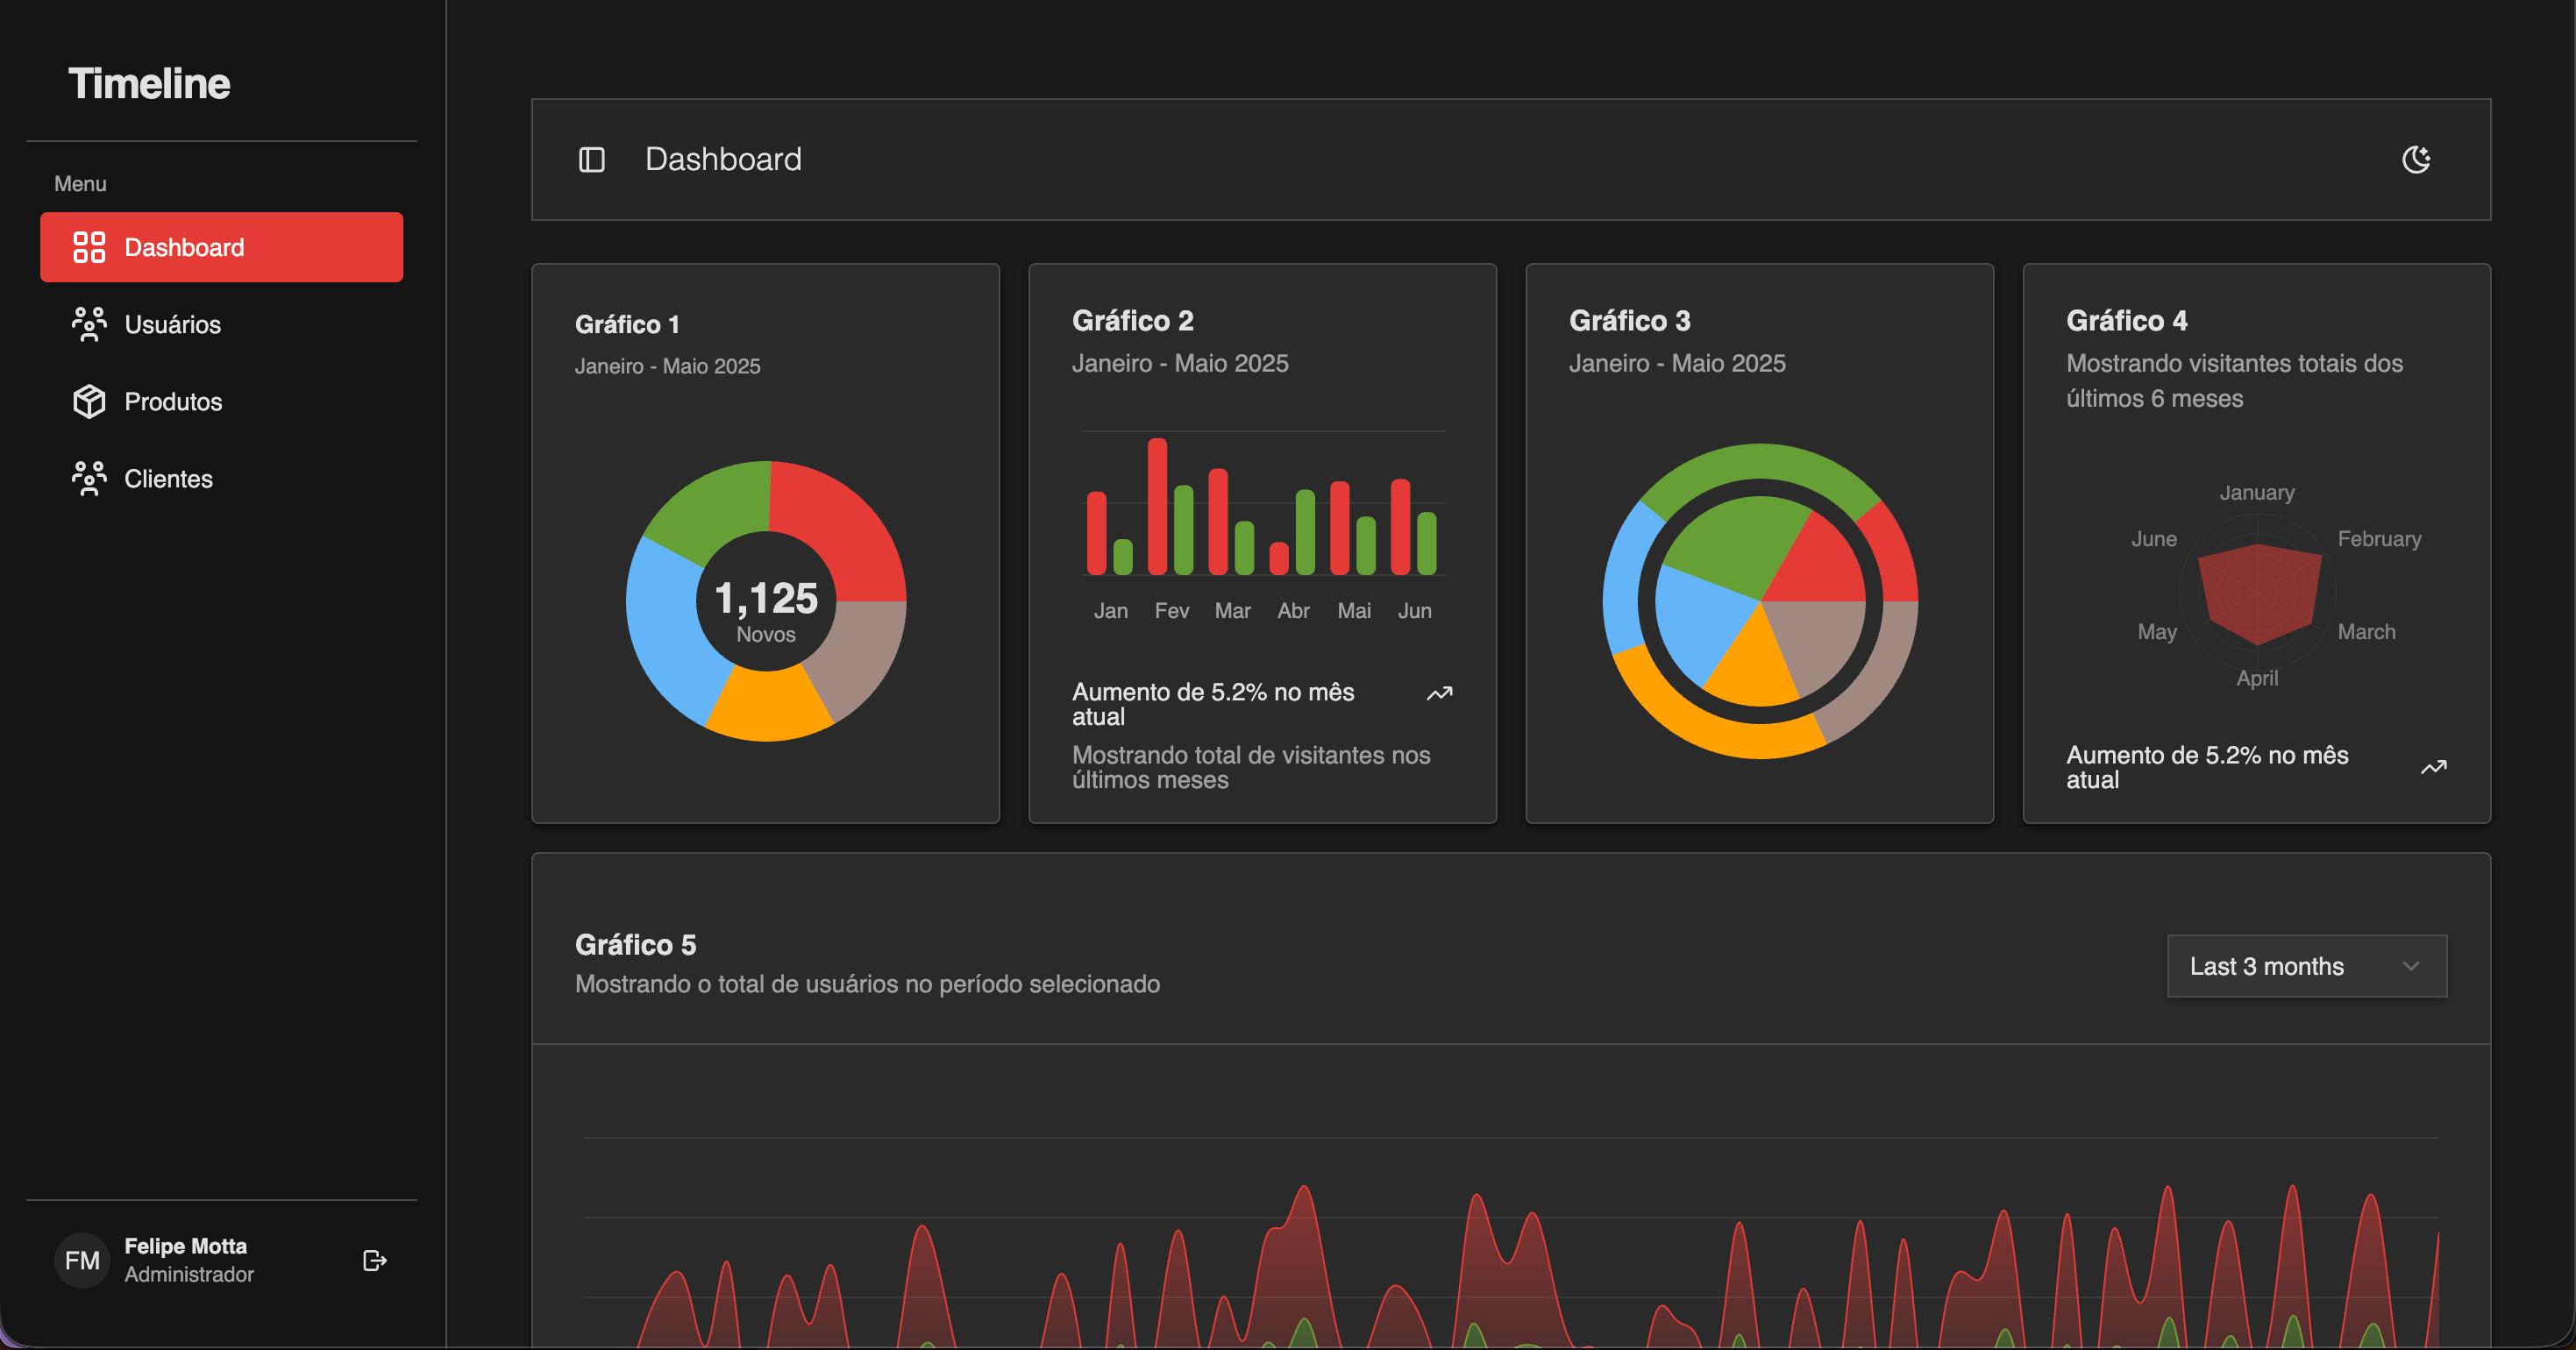 Timeline
Menu
Dashboard
Usuários
Produtos
Clientes
FM
Felipe Motta
Administrador
Dashboard
Gráfico 1
Janeiro - Maio 2025
1,125
Novos
Gráfico 2
Janeiro - Maio 2025
Jan Fev Mar Abr Mai Jun
Aumento de 5.2% no mês
atual
Mostrando total de visitantes nos
últimos meses
Gráfico 3
Janeiro - Maio 2025
Gráfico 4
Mostrando visitantes totais dos
últimos 6 meses
January
June February
May March
April
Aumento de 5.2% no mês
atual
Gráfico 5
Mostrando o total de usuários no período selecionado
Last 3 months